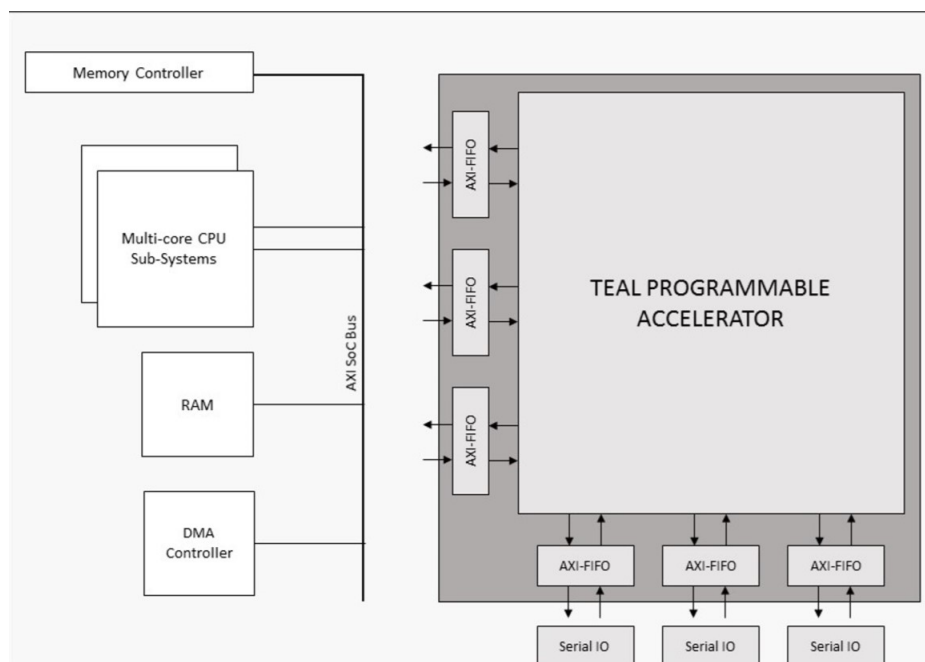 Memory Controller
Multi-core CPU
Sub-Systems
AXI SoC Bus
RAM
DMA
Controller
AXI-FIFO
AXI-FIFO
AXI-FIFO
TEAL PROGRAMMABLE
ACCELERATOR
AXI-FIFO
AXI-FIFO
AXI-FIFO
Serial IO
Serial IO
Serial IO